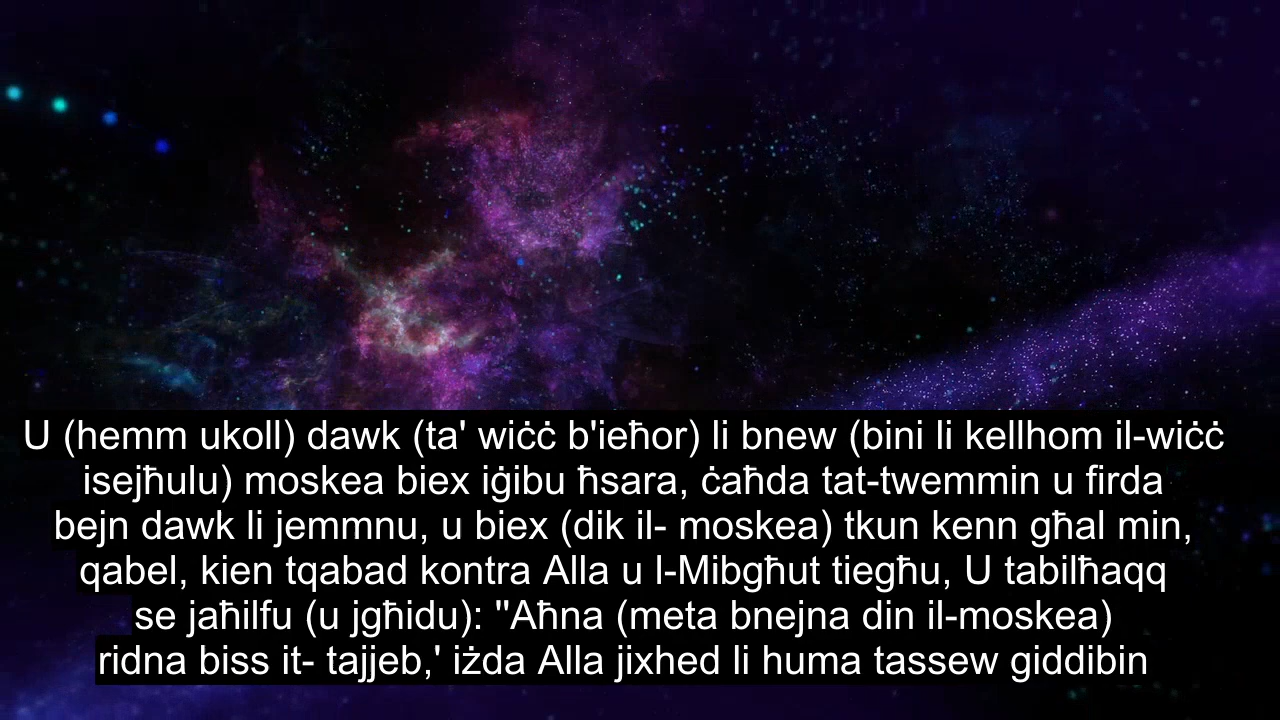 U (hemm ukoll) dawk (ta' wiċċ b'ieħor) li bnew (bini li kellhom il-wiċċ
isejħulu) moskea biex iġibu ħsara, ċaħda tat-twemmin u firda
bejn dawk li jemmnu, u biex (dik il- moskea) tkun kenn għal min,
qabel, kien tqabad kontra Alla u l-Mibgħut tiegħu, U tabilħaqq
se jaħilfu (u jgħidu): "Aħna (meta bnejna din il-moskea)
ridna biss it- tajjeb,' iżda Alla jixhed li huma tassew giddibin